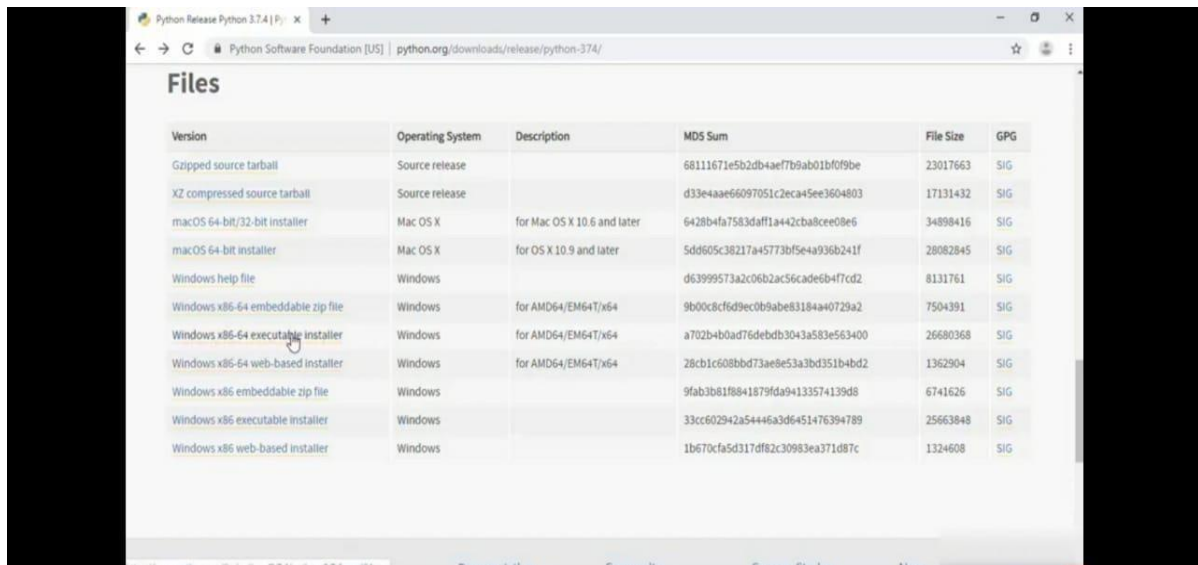 Python Release Python 3.7.4 | Py
Python Software Foundation [US] | python.org/downloads/release/python-374/
Files
Version Operating System Description MD5 Sum File Size GPG
Gzipped source tarball Source release 68111671e5b2db4aef7b9ab01bf0f9be 23017663 SIG
XZ compressed source tarball Source release d33e4aae66097051c2eca45ee3604803 17131432 SIG
macOS 64-bit/32-bit installer Mac OS X for Mac OS X 10.6 and later 6428b4fa7583daff1a442cba8cee08e6 34898416 SIG
macOS 64-bit installer Mac OS X for OS X 10.9 and later 5dd605c38217a45773bf5e4a936b241f 28082845 SIG
Windows help file Windows d63999573a2c06b2ac56cade6b4f7cd2 8131761 SIG
Windows x86-64 embeddable zip file Windows for AMD64/EM64T/x64 9b00c8cf6d9ec0b9abe83184a40729a2 7504391 SIG
Windows x86-64 executable installer Windows for AMD64/EM64T/x64 a702b4b0ad76debdb3043a583e563400 26680368 SIG
Windows x86-64 web-based installer Windows for AMD64/EM64T/x64 28cb1c608bbd73ae8e53a3bd351b4bd2 1362904 SIG
Windows x86 embeddable zip file Windows 9fab3b81f8841879fda94133574139d8 6741626 SIG
Windows x86 executable installer Windows 33cc602942a54446a3d6451476394789 25663848 SIG
Windows x86 web-based installer Windows 1b670cfa5d317df82c30983ea371d87c 1324608 SIG